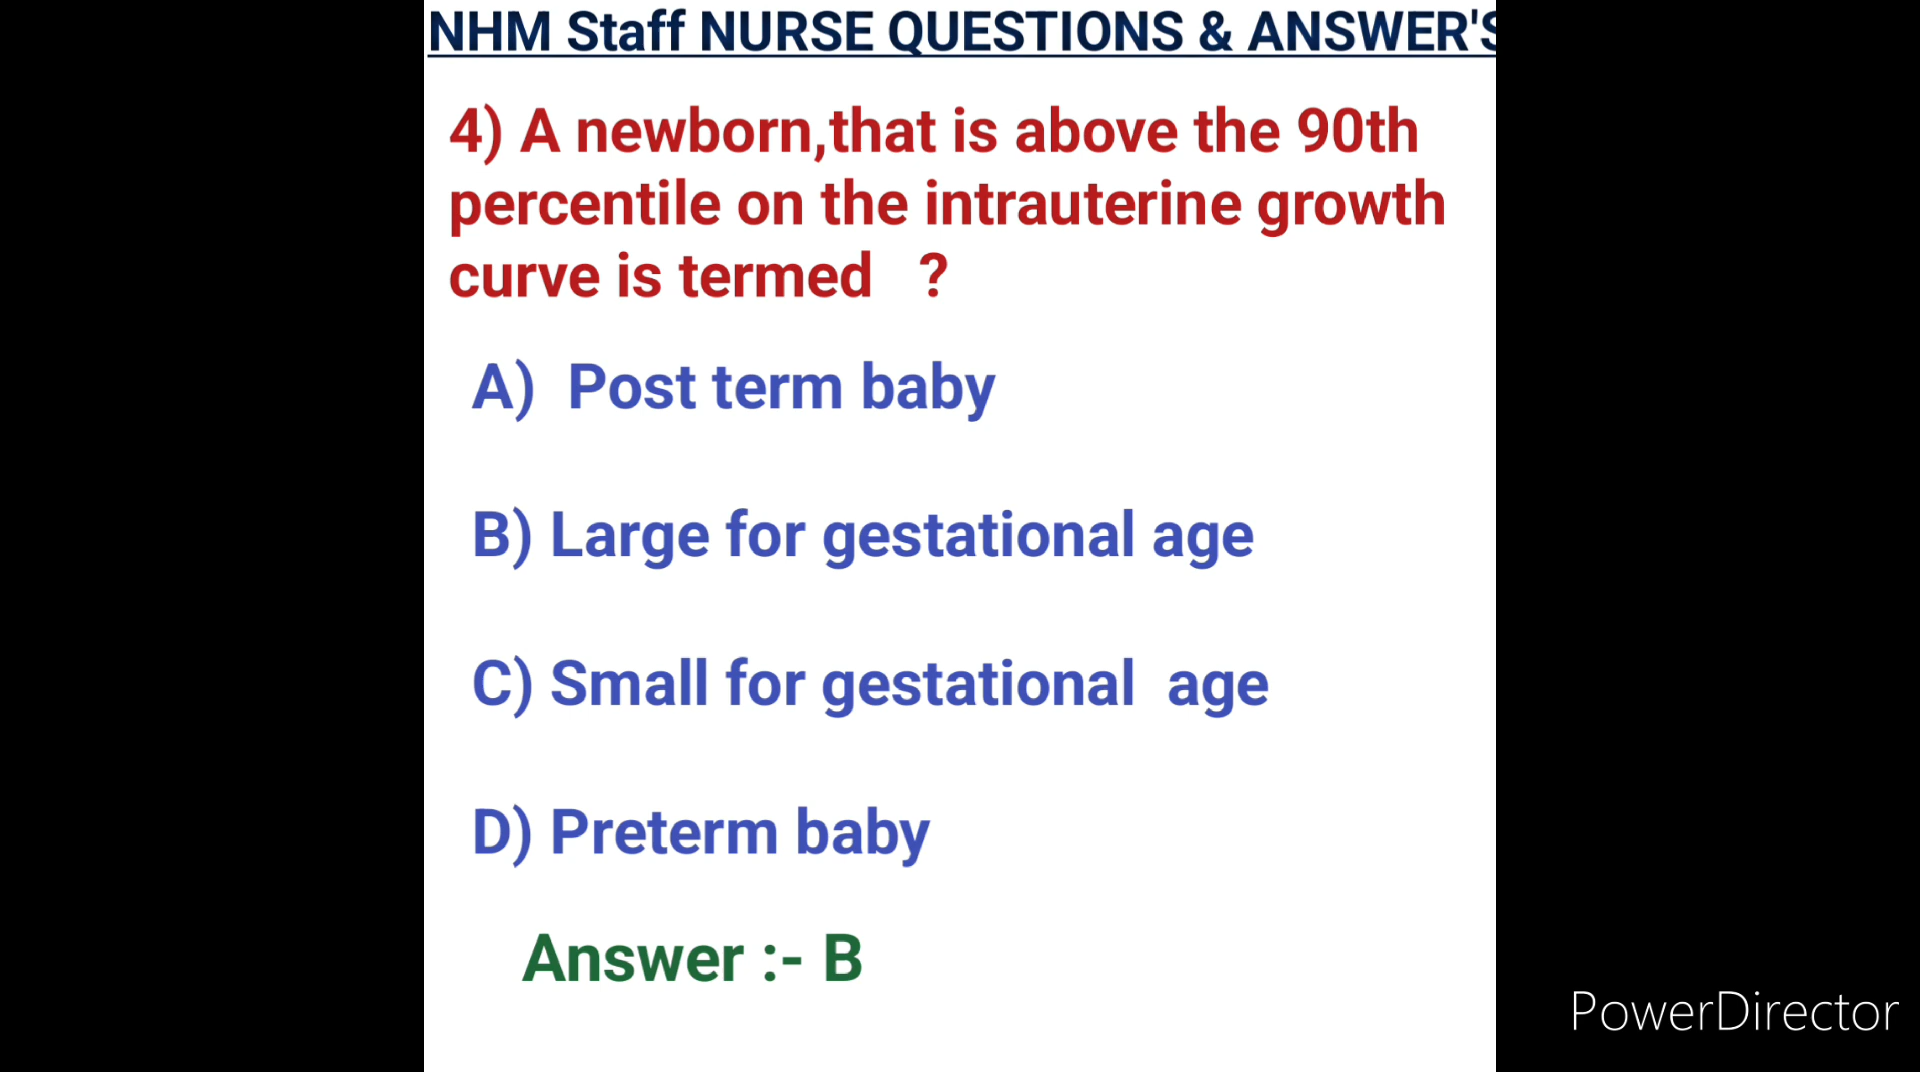 NHM Staff NURSE QUESTIONS & ANSWER'S
4) A newborn,that is above the 90th
percentile on the intrauterine growth
curve is termed ?
A) Post term baby
B) Large for gestational age
C) Small for gestational age
D) Preterm baby
Answer :- B
PowerDirector